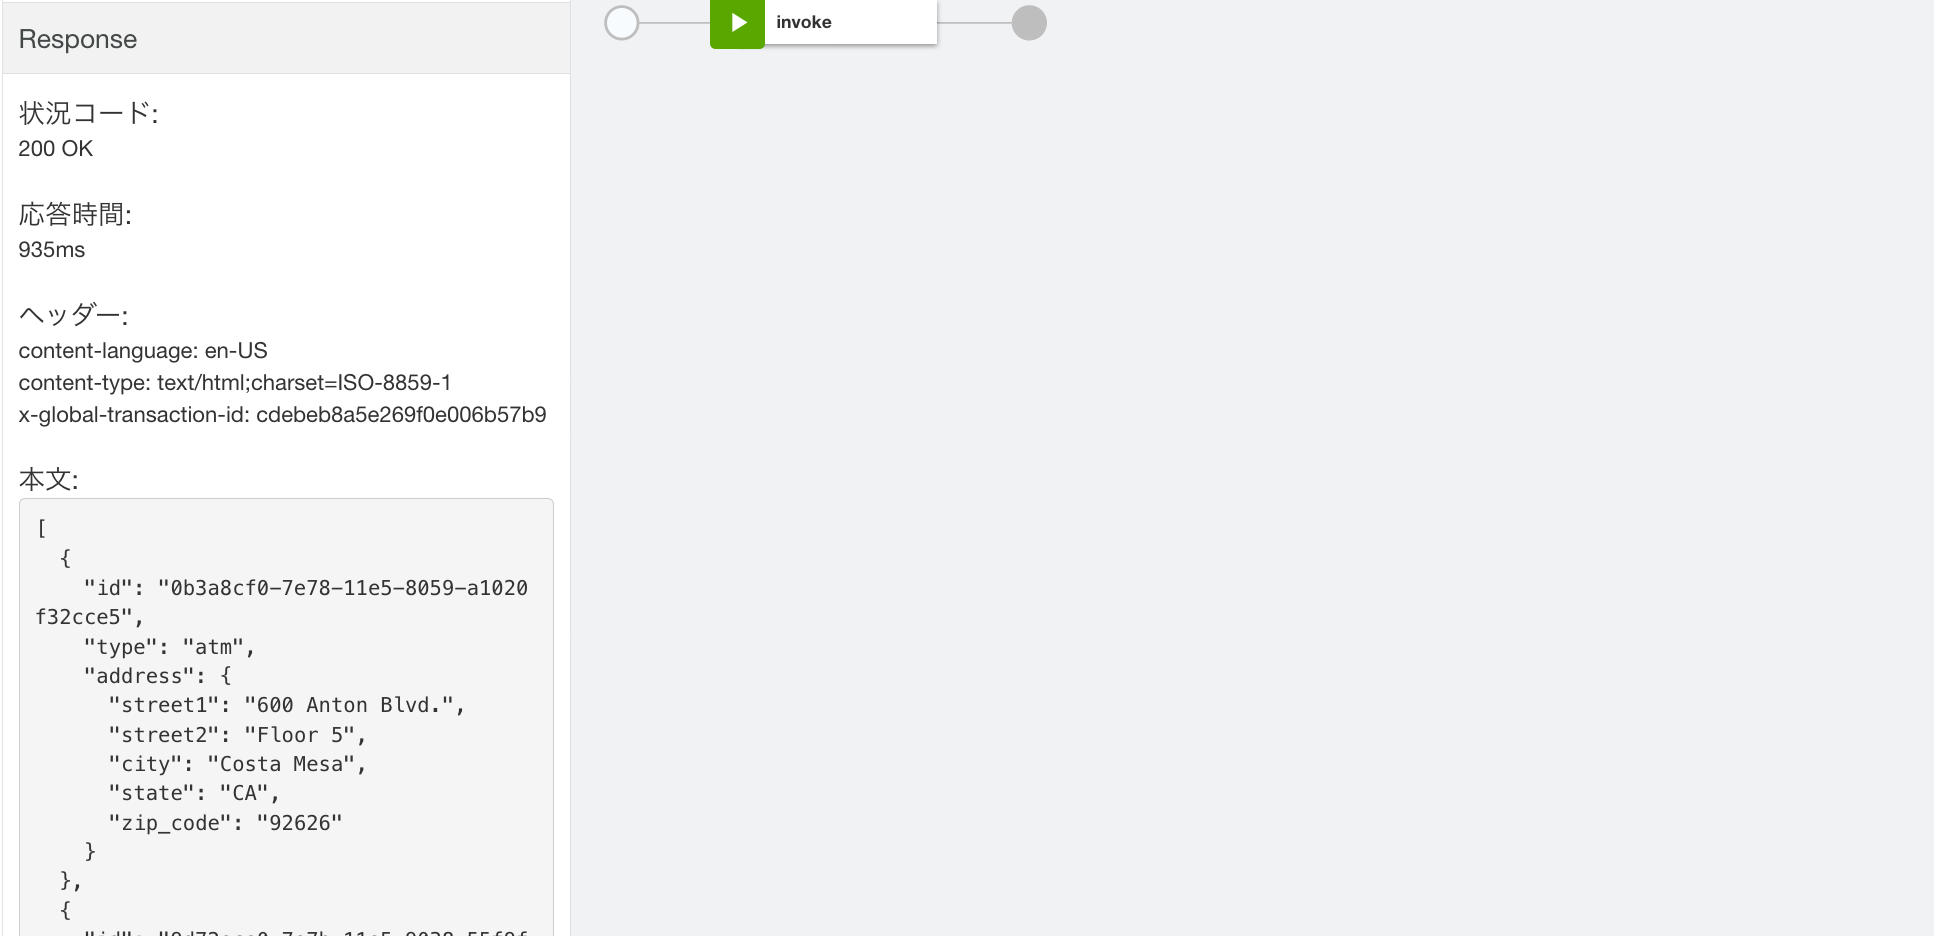 Response
invoke
状況コード:
200 OK
応答時間:
935ms
ヘッダー:
content-language: en-US
content-type: text/html;charset=ISO-8859-1
x-global-transaction-id: cdebeb8a5e269f0e006b57b9
本文:
[
{
"id": "0b3a8cf0-7e78-11e5-8059-a1020
f32cce5",
"type": "atm",
"address": {
"street1": "600 Anton Blvd.",
"street2": "Floor 5",
"city": "Costa Mesa",
"state": "CA",
"zip_code": "92626"
}
},
{